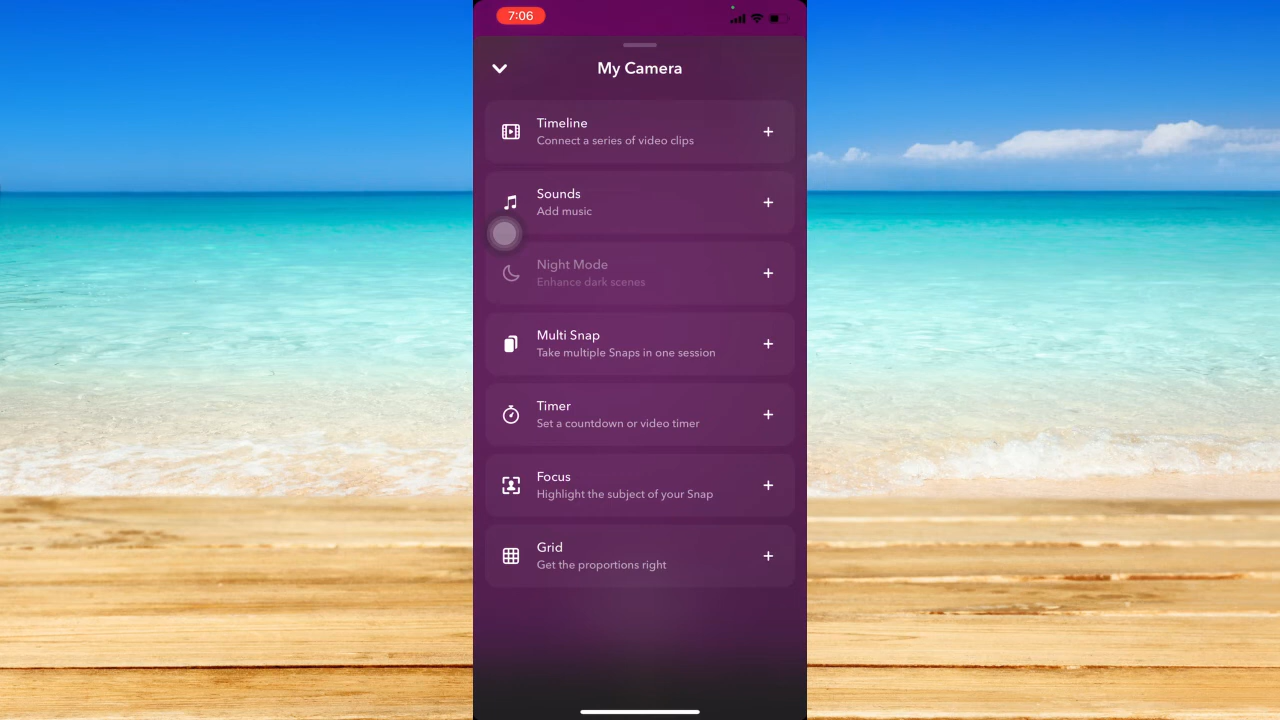 7:06
My Camera
Timeline
Connect a series of video clips
Sounds
Add music
Night Mode
Enhance dark scenes
Multi Snap
Take multiple Snaps in one session
Timer
Set a countdown or video timer
Focus
Highlight the subject of your Snap
Grid
Get the proportions right